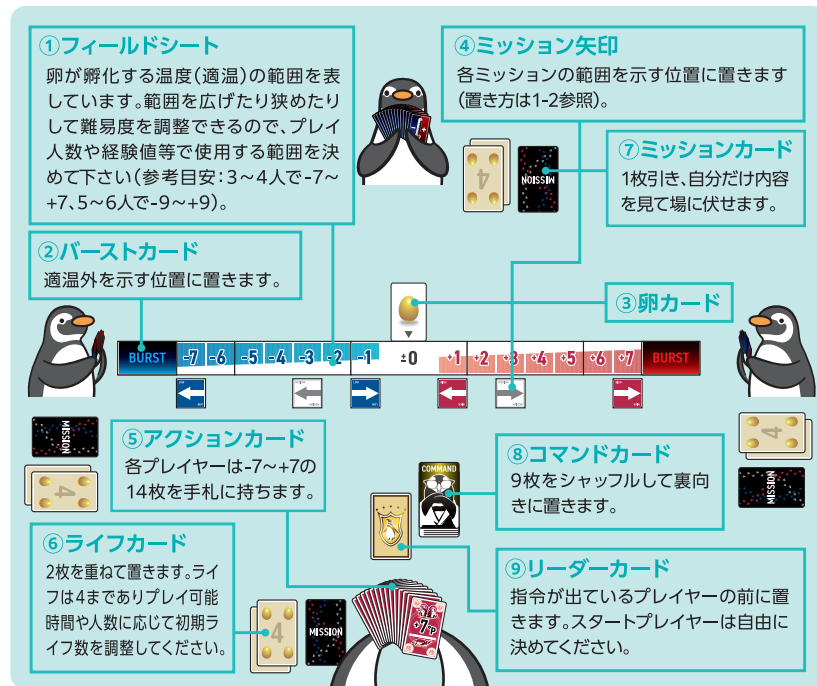 ①フィールドシート
卵が孵化する温度(適温)の範囲を表
しています。範囲を広げたり狭めたり
して難易度を調整できるので、プレイ
人数や経験値等で使用する範囲を決
めて下さい(参考目安:3～4人で-7～
+7、5～6人で-9～+9)。
④ミッション矢印
各ミッションの範囲を示す位置に置きます
(置き方は1-2参照)。
4
MISSION
⑦ミッションカード
1枚引き、自分だけ内容
を見て場に伏せます。
②バーストカード
適温外を示す位置に置きます。
③卵カード
BURST -7 -6 -5 -4 -3 -2 -1 ±0 +1 +2 +3 +4 +5 +6 +7 BURST
MISSION
4
⑤アクションカード
各プレイヤーは-7～+7の
14枚を手札に持ちます。
COMMAND
⑧コマンドカード
9枚をシャッフルして裏向
きに置きます。
4
MISSION
⑥ライフカード
2枚を重ねて置きます。ライ
フは4までありプレイ可能
時間や人数に応じて初期ラ
イフ数を調整してください。
4
MISSION
+7
⑨リーダーカード
指令が出ているプレイヤーの前に置
きます。スタートプレイヤーは自由に
決めてください。